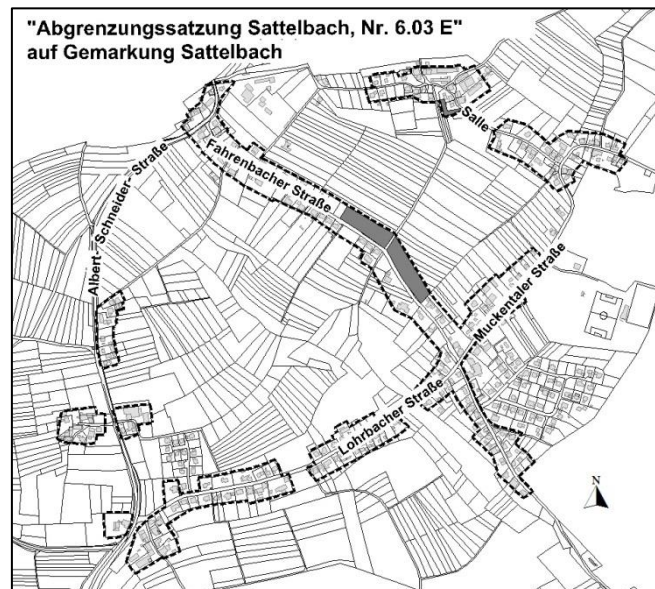 "Abgrenzungssatzung Sattelbach, Nr. 6.03 E"
auf Gemarkung Sattelbach
Salle
Fahrenbacher Straße
Albert-Schneider-Straße
Muckentaler Straße
Lohrbacher Straße
N